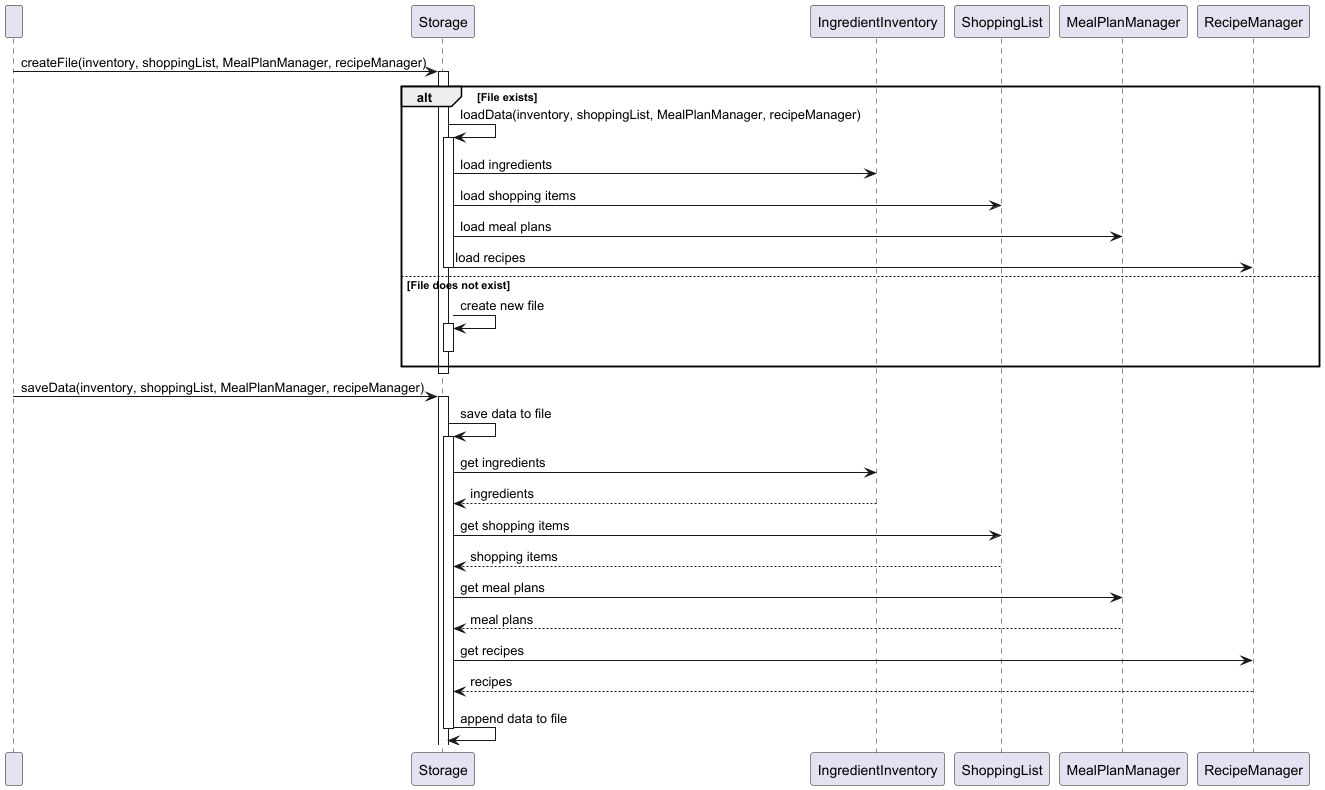 Storage IngredientInventory ShoppingList MealPlanManager RecipeManager
createFile(inventory, shoppingList, MealPlanManager, recipeManager)
alt [File exists]
loadData(inventory, shoppingList, MealPlanManager, recipeManager)
load ingredients
load shopping items
load meal plans
load recipes
[File does not exist]
create new file
saveData(inventory, shoppingList, MealPlanManager, recipeManager)
save data to file
get ingredients
ingredients
get shopping items
shopping items
get meal plans
meal plans
get recipes
recipes
append data to file
Storage IngredientInventory ShoppingList MealPlanManager RecipeManager